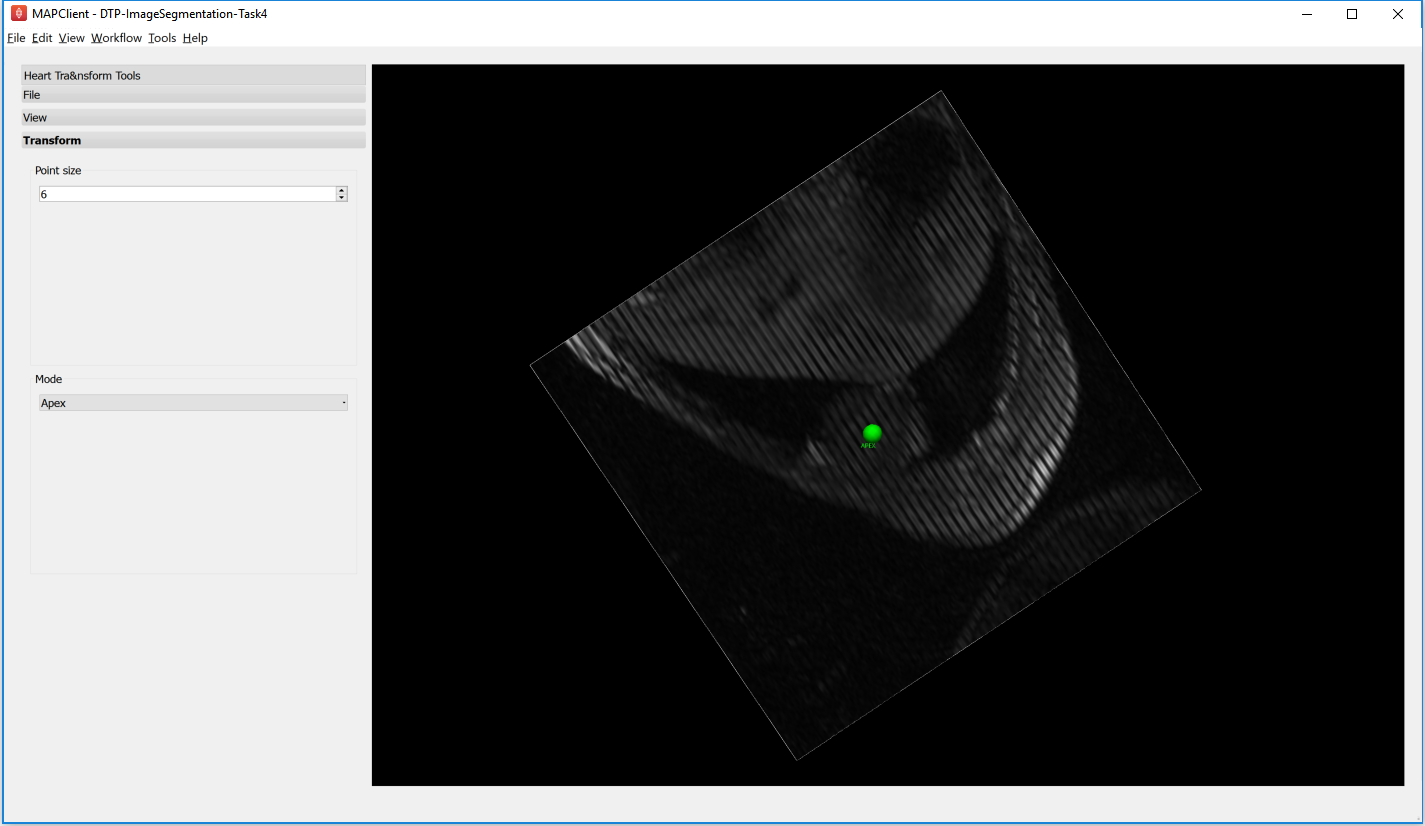 MAPClient - DTP-ImageSegmentation-Task4
File Edit View Workflow Tools Help
Heart Tra&nsform Tools
File
View
Transform
Point size
6
Mode
Apex
APEX